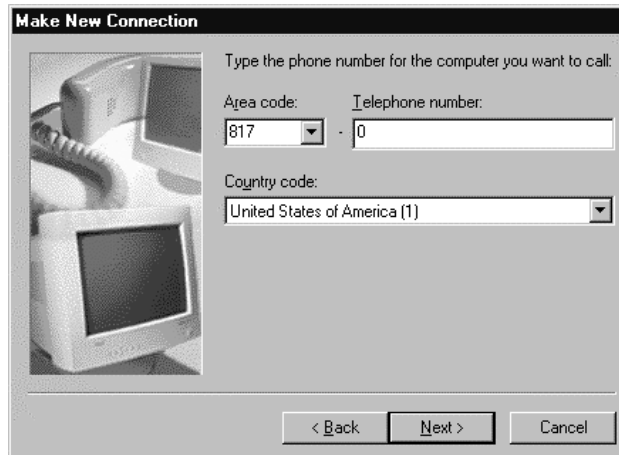 Make New Connection
Type the phone number for the computer you want to call:
Area code: Telephone number:
817 - 0
Country code:
United States of America (1)
< Back Next > Cancel